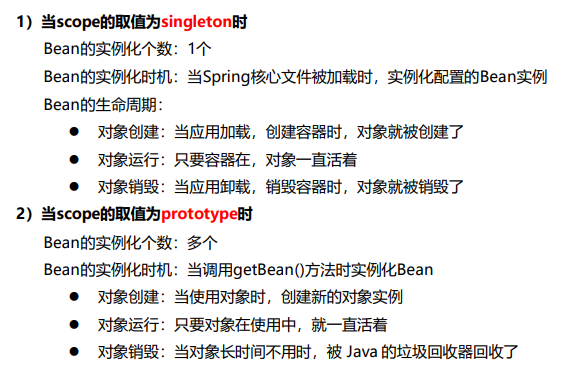 1）当scope的取值为singleton时
Bean的实例化个数：1个
Bean的实例化时机：当Spring核心文件被加载时，实例化配置的Bean实例
Bean的生命周期：
● 对象创建：当应用加载，创建容器时，对象就被创建了
● 对象运行：只要容器在，对象一直活着
● 对象销毁：当应用卸载，销毁容器时，对象就被销毁了
2）当scope的取值为prototype时
Bean的实例化个数：多个
Bean的实例化时机：当调用getBean()方法时实例化Bean
● 对象创建：当使用对象时，创建新的对象实例
● 对象运行：只要对象在使用中，就一直活着
● 对象销毁：当对象长时间不用时，被 Java 的垃圾回收器回收了